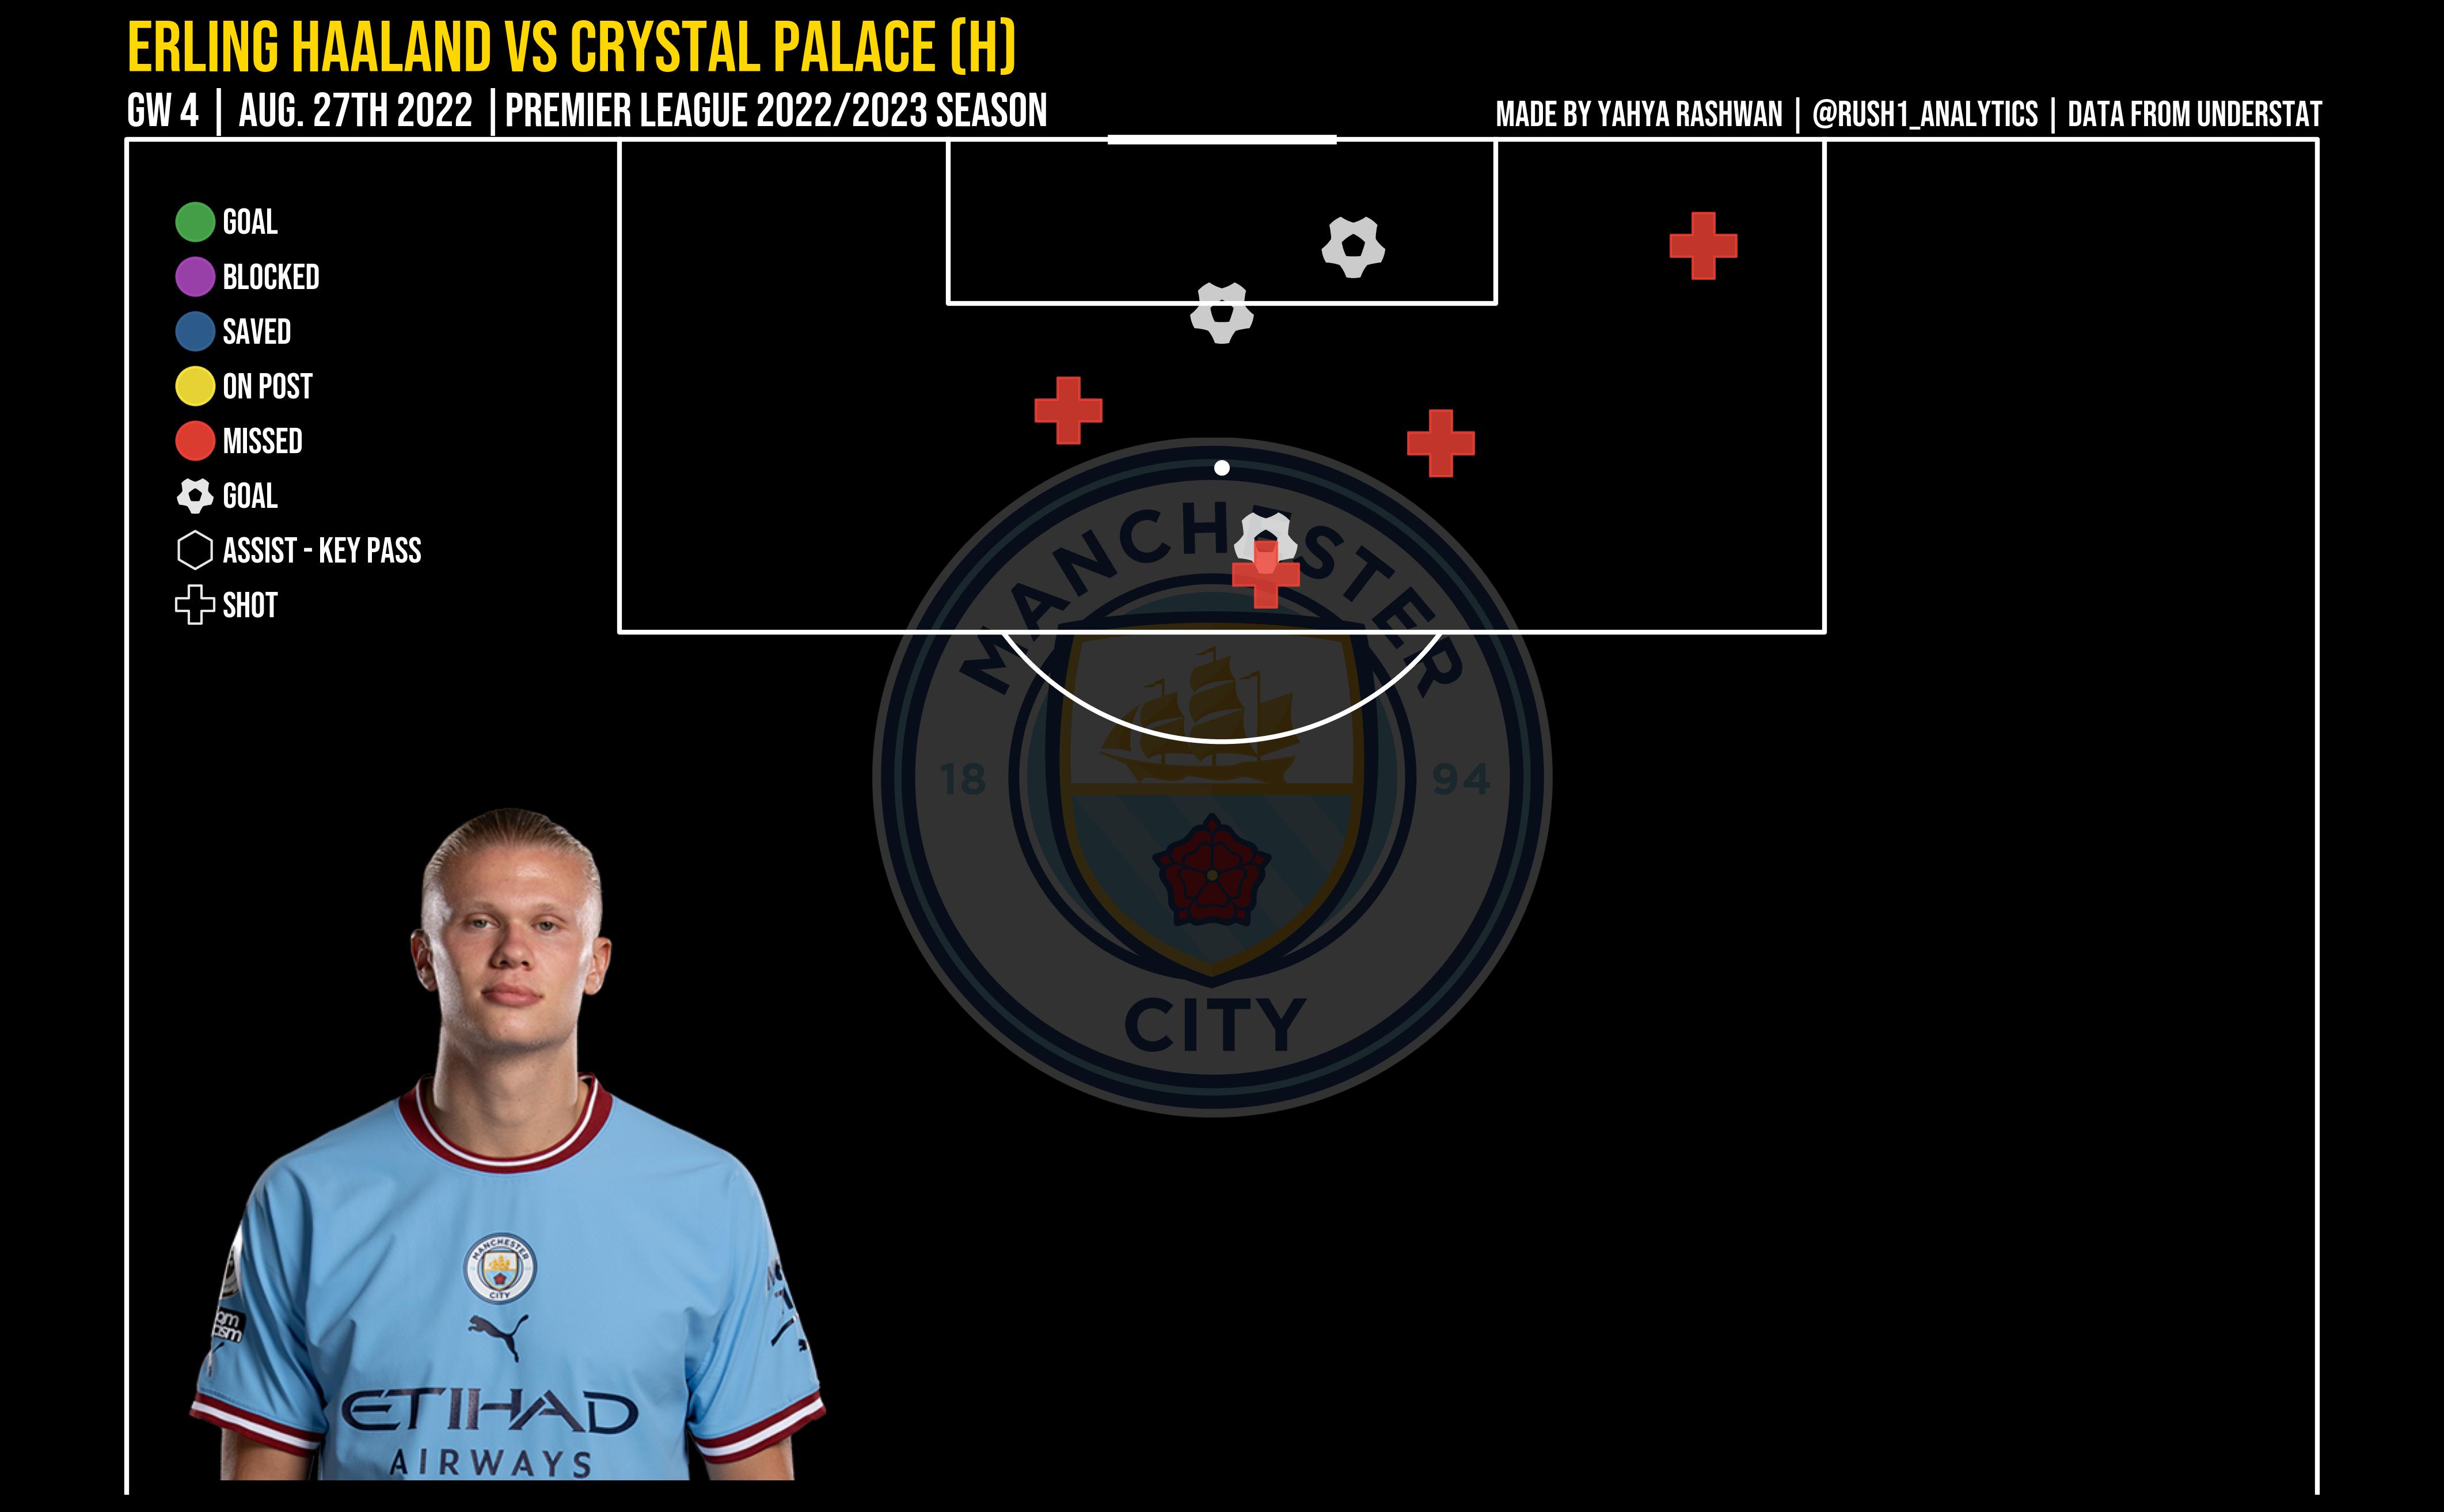 ERLING HAALAND VS CRYSTAL PALACE (H)
GW 4 | AUG. 27TH 2022 | PREMIER LEAGUE 2022/2023 SEASON
MADE BY YAHYA RASHWAN | @RUSH1_ANALYTICS | DATA FROM UNDERSTAT
GOAL
BLOCKED
SAVED
ON POST
MISSED
GOAL
ASSIST - KEY PASS
SHOT
MANCHESTER
18 94
CITY
MANCHESTER
CITY
ETIHAD
AIRWAYS